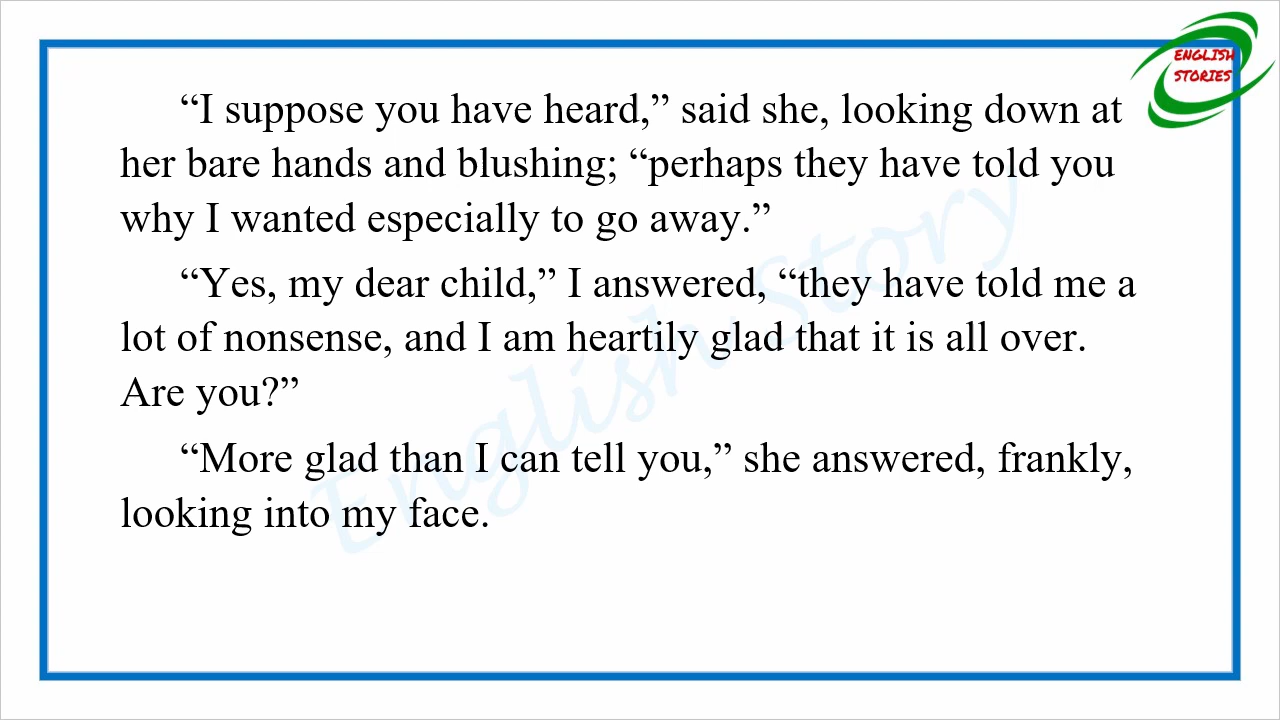 ENGLISH
STORIES
“I suppose you have heard,” said she, looking down at
her bare hands and blushing; “perhaps they have told you
why I wanted especially to go away.”
“Yes, my dear child,” I answered, “they have told me a
lot of nonsense, and I am heartily glad that it is all over.
Are you?”
“More glad than I can tell you,” she answered, frankly,
looking into my face.
English Story